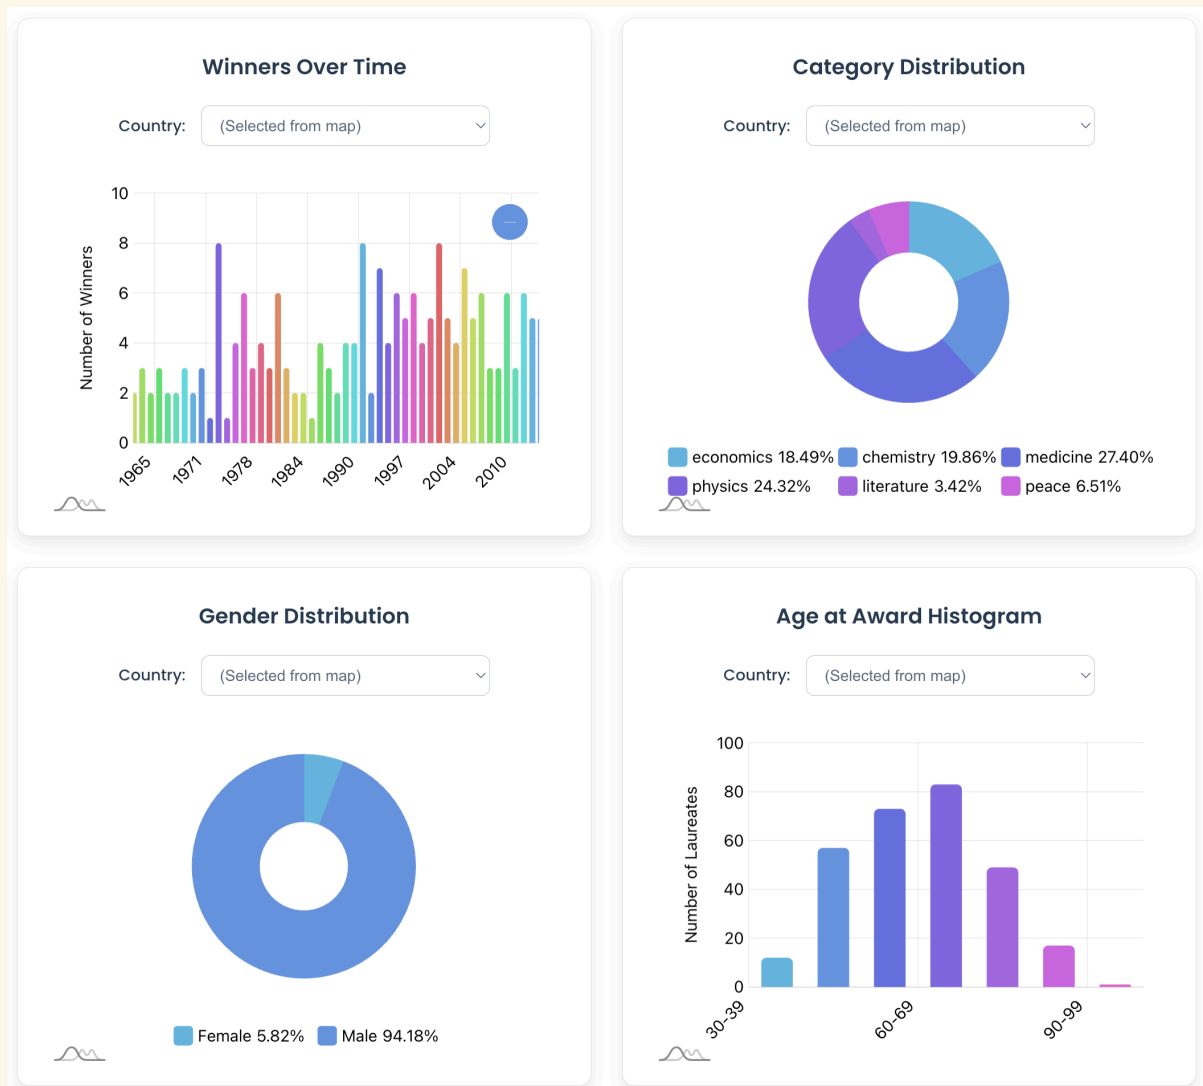 Winners Over Time
Country: (Selected from map)
Number of Winners
10
8
6
4
2
0
1965 1971 1978 1984 1990 1997 2004 2010
Category Distribution
Country: (Selected from map)
economics 18.49% chemistry 19.86% medicine 27.40%
physics 24.32% literature 3.42% peace 6.51%
Gender Distribution
Country: (Selected from map)
Female 5.82% Male 94.18%
Age at Award Histogram
Country: (Selected from map)
Number of Laureates
100
80
60
40
20
0
30-39 60-69 90-99